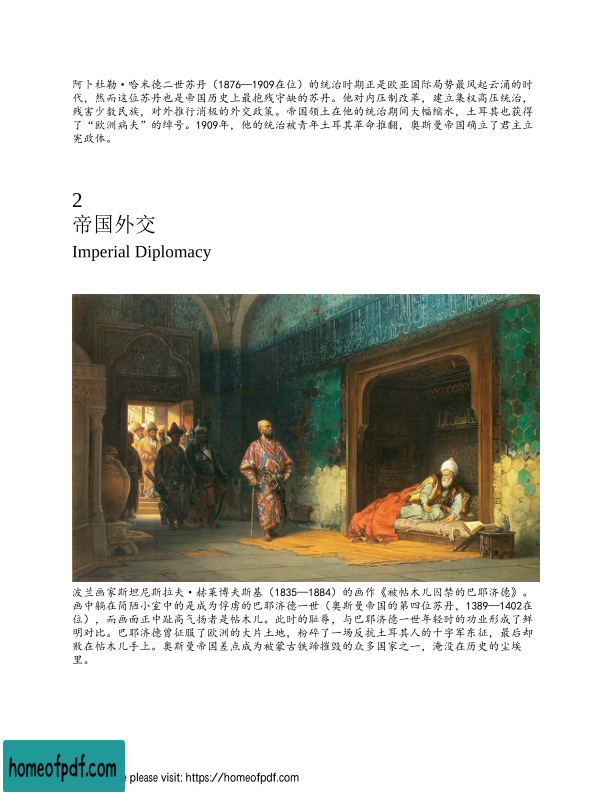 阿卜杜勒·哈米德二世苏丹（1876—1909在位）的统治时期正是欧亚国际局势最风起云涌的时
代，然而这位苏丹也是帝国历史上最抱残守缺的苏丹。他对内压制改革，建立集权高压统治，
残害少数民族，对外推行消极的外交政策。帝国领土在他的统治期间大幅缩水，土耳其也获得
了“欧洲病夫”的绰号。1909年，他的统治被青年土耳其革命推翻，奥斯曼帝国确立了君主立
宪政体。
2
帝国外交
Imperial Diplomacy
波兰画家斯坦尼斯拉夫·赫莱博夫斯基（1835—1884）的画作《被帖木儿囚禁的巴耶济德》。
画中躺在简陋小室中的是成为俘虏的巴耶济德一世（奥斯曼帝国的第四位苏丹，1389—1402在
位），而画面正中趾高气扬者是帖木儿。此时的耻辱，与巴耶济德一世年轻时的功业形成了鲜
明对比。巴耶济德曾征服了欧洲的大片土地，粉碎了一场反抗土耳其人的十字军东征，最后却
败在帖木儿手上。奥斯曼帝国差点成为被蒙古铁蹄摧毁的众多国家之一，淹没在历史的尘埃
里。
homeofpdf.com
e please visit: https://homeofpdf.com